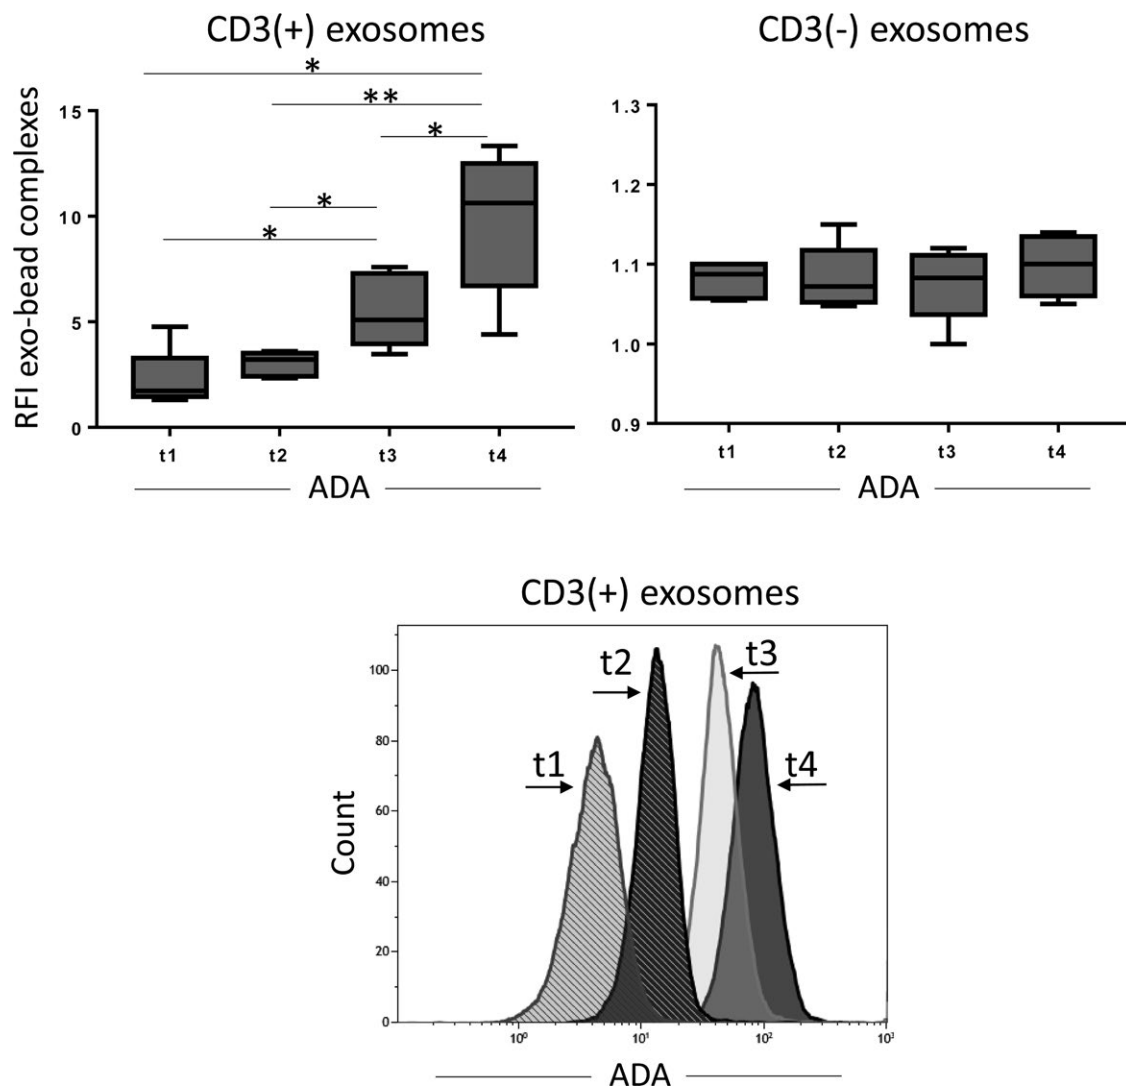 CD3(+) exosomes
CD3(-) exosomes
RFI exo-bead complexes
*
**
*
*
*
15
10
5
0
t1 t2 t3 t4
ADA
1.3
1.2
1.1
1.0
0.9
t1 t2 t3 t4
ADA
CD3(+) exosomes
Count
100
80
60
40
20
0
t1
t2
t3
t4
10⁰ 10¹ 10² 10³
ADA